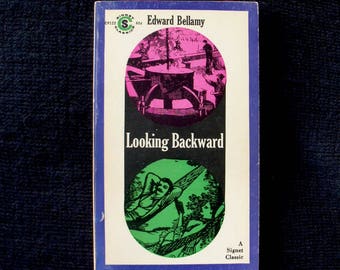 Edward Bellamy
Looking Backward
A
Signet
Classic